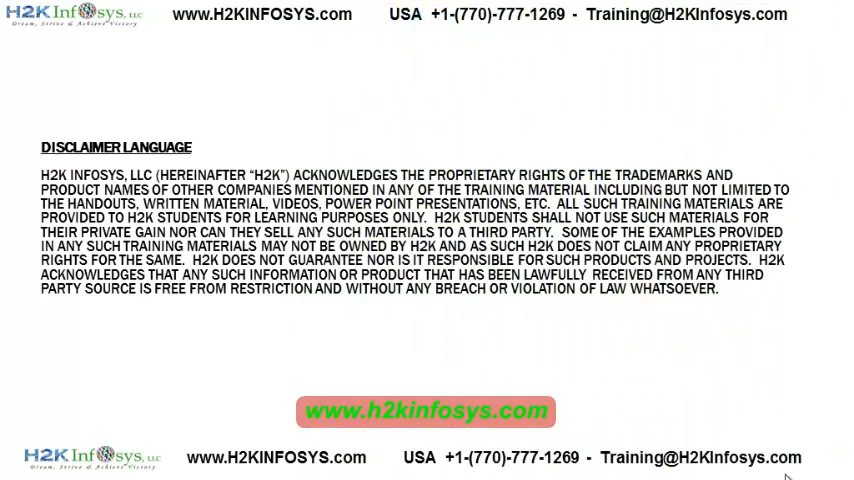 H2K InfoSys, LLC www.H2KINFOSYS.com USA +1-(770)-777-1269 - Training@H2KInfosys.com
Dream, Strive & Achieve Victory
DISCLAIMER LANGUAGE
H2K INFOSYS, LLC (HEREINAFTER “H2K”) ACKNOWLEDGES THE PROPRIETARY RIGHTS OF THE TRADEMARKS AND
PRODUCT NAMES OF OTHER COMPANIES MENTIONED IN ANY OF THE TRAINING MATERIAL INCLUDING BUT NOT LIMITED TO
THE HANDOUTS, WRITTEN MATERIAL, VIDEOS, POWER POINT PRESENTATIONS, ETC. ALL SUCH TRAINING MATERIALS ARE
PROVIDED TO H2K STUDENTS FOR LEARNING PURPOSES ONLY. H2K STUDENTS SHALL NOT USE SUCH MATERIALS FOR
THEIR PRIVATE GAIN NOR CAN THEY SELL ANY SUCH MATERIALS TO A THIRD PARTY. SOME OF THE EXAMPLES PROVIDED
IN ANY SUCH TRAINING MATERIALS MAY NOT BE OWNED BY H2K AND AS SUCH H2K DOES NOT CLAIM ANY PROPRIETARY
RIGHTS FOR THE SAME. H2K DOES NOT GUARANTEE NOR IS IT RESPONSIBLE FOR SUCH PRODUCTS AND PROJECTS. H2K
ACKNOWLEDGES THAT ANY SUCH INFORMATION OR PRODUCT THAT HAS BEEN LAWFULLY RECEIVED FROM ANY THIRD
PARTY SOURCE IS FREE FROM RESTRICTION AND WITHOUT ANY BREACH OR VIOLATION OF LAW WHATSOEVER.
www.h2kinfosys.com
H2K InfoSys, LLC www.H2KINFOSYS.com USA +1-(770)-777-1269 - Training@H2KInfosys.com
Dream, Strive & Achieve Victory